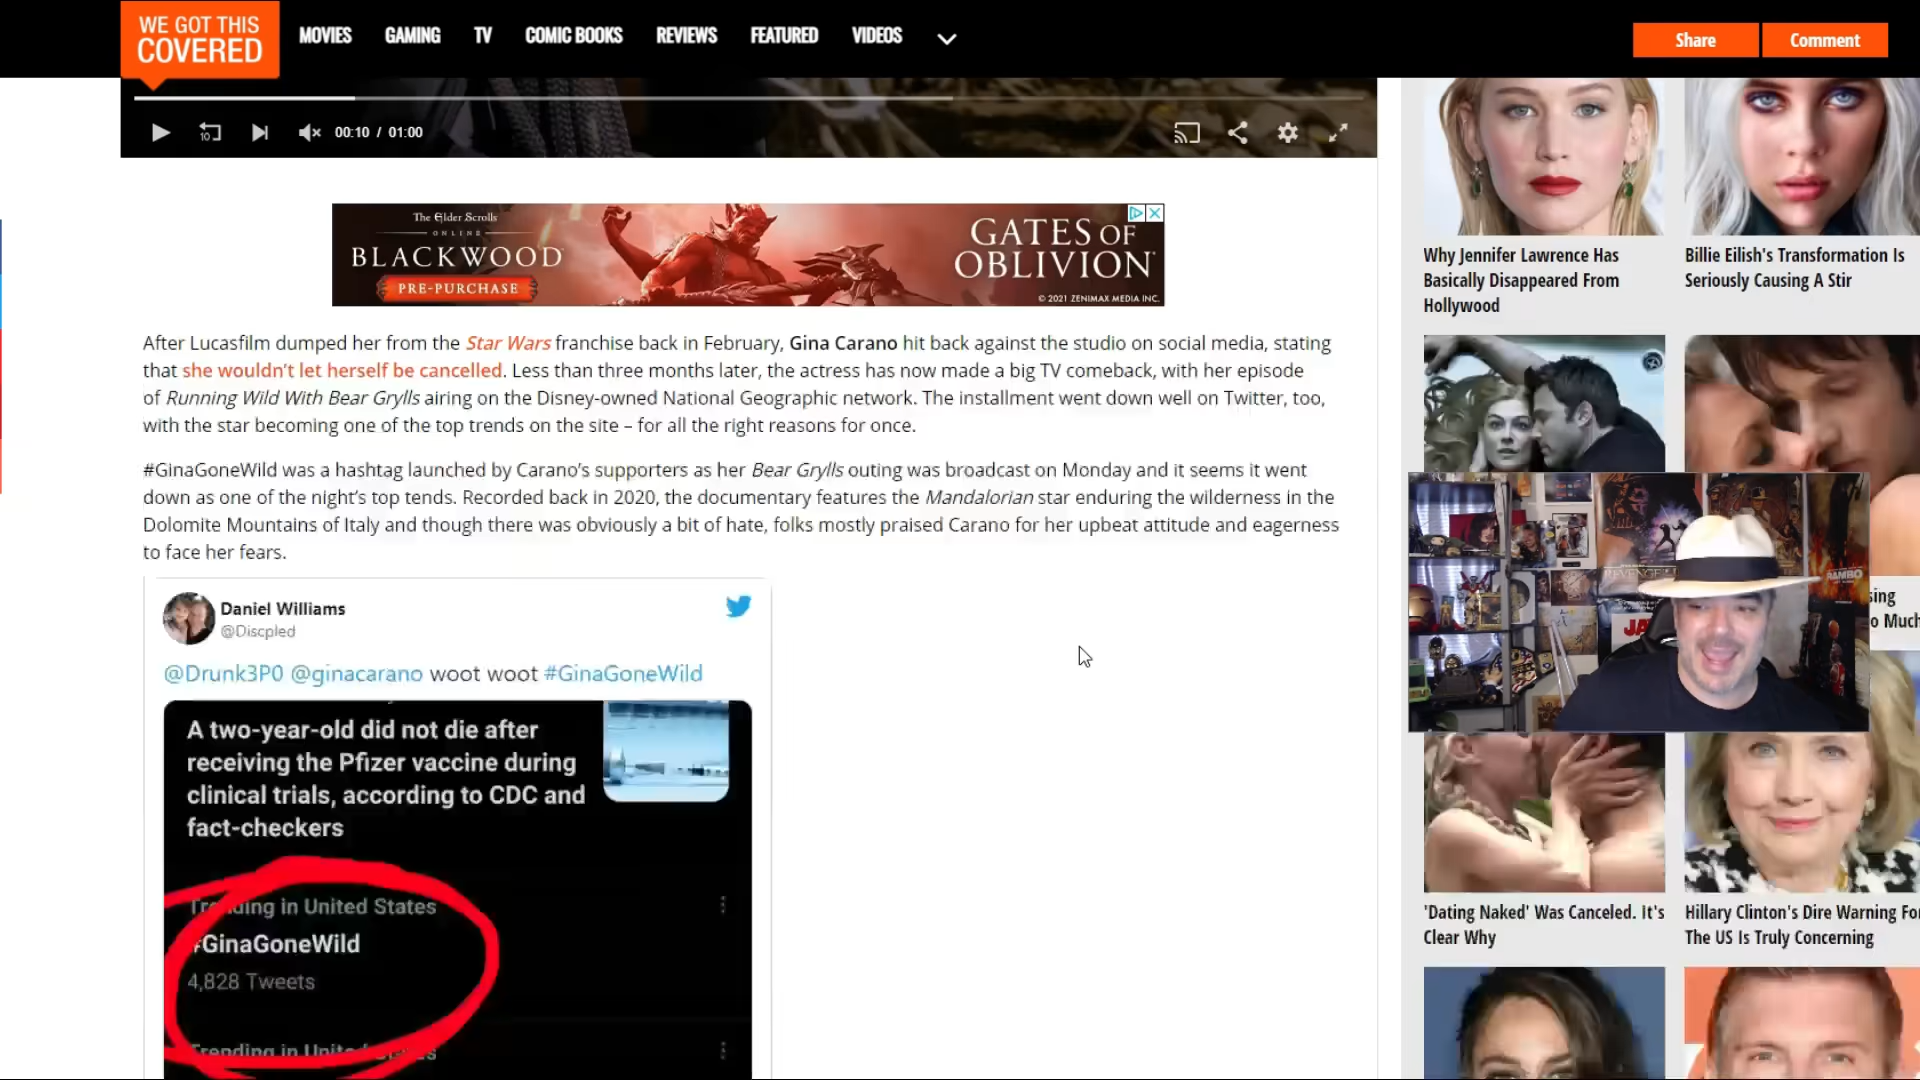 WE GOT THIS
COVERED
MOVIES
GAMING
TV
COMIC BOOKS
REVIEWS
FEATURED
VIDEOS
Share
Comment
10
00:10 / 01:00
The Elder Scrolls
ONLINE
BLACKWOOD
PRE-PURCHASE
GATES OF
OBLIVION
© 2021 ZENIMAX MEDIA INC.
After Lucasfilm dumped her from the Star Wars franchise back in February, Gina Carano hit back against the studio on social media, stating
that she wouldn't let herself be cancelled. Less than three months later, the actress has now made a big TV comeback, with her episode
of Running Wild With Bear Grylls airing on the Disney-owned National Geographic network. The installment went down well on Twitter, too,
with the star becoming one of the top trends on the site – for all the right reasons for once.
#GinaGoneWild was a hashtag launched by Carano's supporters as her Bear Grylls outing was broadcast on Monday and it seems it went
down as one of the night's top tends. Recorded back in 2020, the documentary features the Mandalorian star enduring the wilderness in the
Dolomite Mountains of Italy and though there was obviously a bit of hate, folks mostly praised Carano for her upbeat attitude and eagerness
to face her fears.
Daniel Williams
@Discpled
@Drunk3P0 @ginacarano woot woot #GinaGoneWild
A two-year-old did not die after
receiving the Pfizer vaccine during
clinical trials, according to CDC and
fact-checkers
Trending in United States
#GinaGoneWild
4,828 Tweets
Trending in United States
Why Jennifer Lawrence Has
Basically Disappeared From
Hollywood
Billie Eilish's Transformation Is
Seriously Causing A Stir
REVENGE
RAMBO
JA
sing
o Much
'Dating Naked' Was Canceled. It's
Clear Why
Hillary Clinton's Dire Warning For
The US Is Truly Concerning